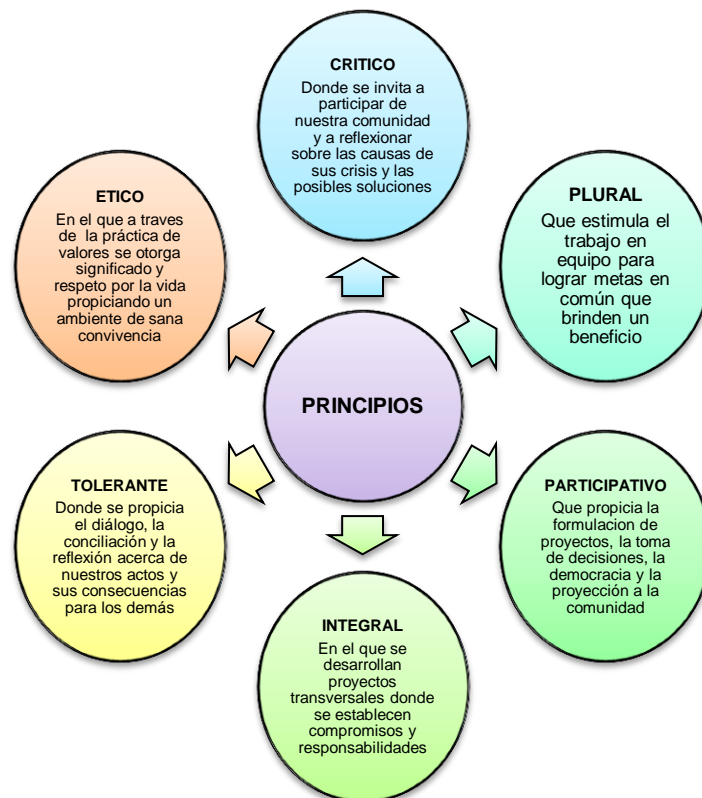 CRITICO
Donde se invita a
participar de
nuestra comunidad
y a reflexionar
sobre las causas de
sus crisis y las
posibles soluciones
PLURAL
Que estimula el
trabajo en
equipo para
lograr metas en
común que
brinden un
beneficio
PARTICIPATIVO
Que propicia la
formulacion de
proyectos, la toma
de decisiones, la
democracia y la
proyección a la
comunidad
INTEGRAL
En el que se
desarrollan
proyectos
transversales donde
se establecen
compromisos y
responsabilidades
TOLERANTE
Donde se propicia
el diálogo, la
conciliación y la
reflexión acerca de
nuestros actos y
sus consecuencias
para los demás
ETICO
En el que a traves
de la práctica de
valores se otorga
significado y
respeto por la vida
propiciando un
ambiente de sana
convivencia
PRINCIPIOS